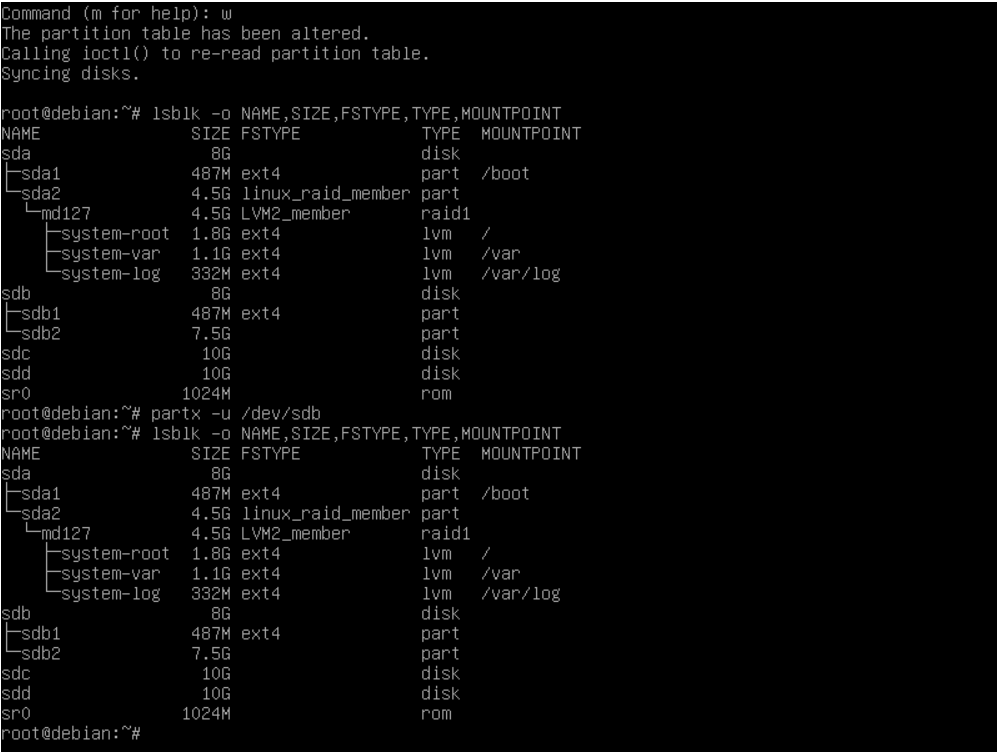 Command (m for help): w
The partition table has been altered.
Calling ioctl() to re-read partition table.
Syncing disks.

root@debian:~# lsblk -o NAME,SIZE,FSTYPE,TYPE,MOUNTPOINT
NAME                SIZE FSTYPE            TYPE  MOUNTPOINT
sda                   8G                   disk
├─sda1              487M ext4              part  /boot
└─sda2              4.5G linux_raid_member part
  └─md127           4.5G LVM2_member       raid1
    ├─system-root   1.8G ext4              lvm   /
    ├─system-var    1.1G ext4              lvm   /var
    └─system-log    332M ext4              lvm   /var/log
sdb                   8G                   disk
├─sdb1              487M ext4              part
└─sdb2              7.5G                   part
sdc                  10G                   disk
sdd                  10G                   disk
sr0                1024M                   rom
root@debian:~# partx -u /dev/sdb
root@debian:~# lsblk -o NAME,SIZE,FSTYPE,TYPE,MOUNTPOINT
NAME                SIZE FSTYPE            TYPE  MOUNTPOINT
sda                   8G                   disk
├─sda1              487M ext4              part  /boot
└─sda2              4.5G linux_raid_member part
  └─md127           4.5G LVM2_member       raid1
    ├─system-root   1.8G ext4              lvm   /
    ├─system-var    1.1G ext4              lvm   /var
    └─system-log    332M ext4              lvm   /var/log
sdb                   8G                   disk
├─sdb1              487M ext4              part
└─sdb2              7.5G                   part
sdc                  10G                   disk
sdd                  10G                   disk
sr0                1024M                   rom
root@debian:~#